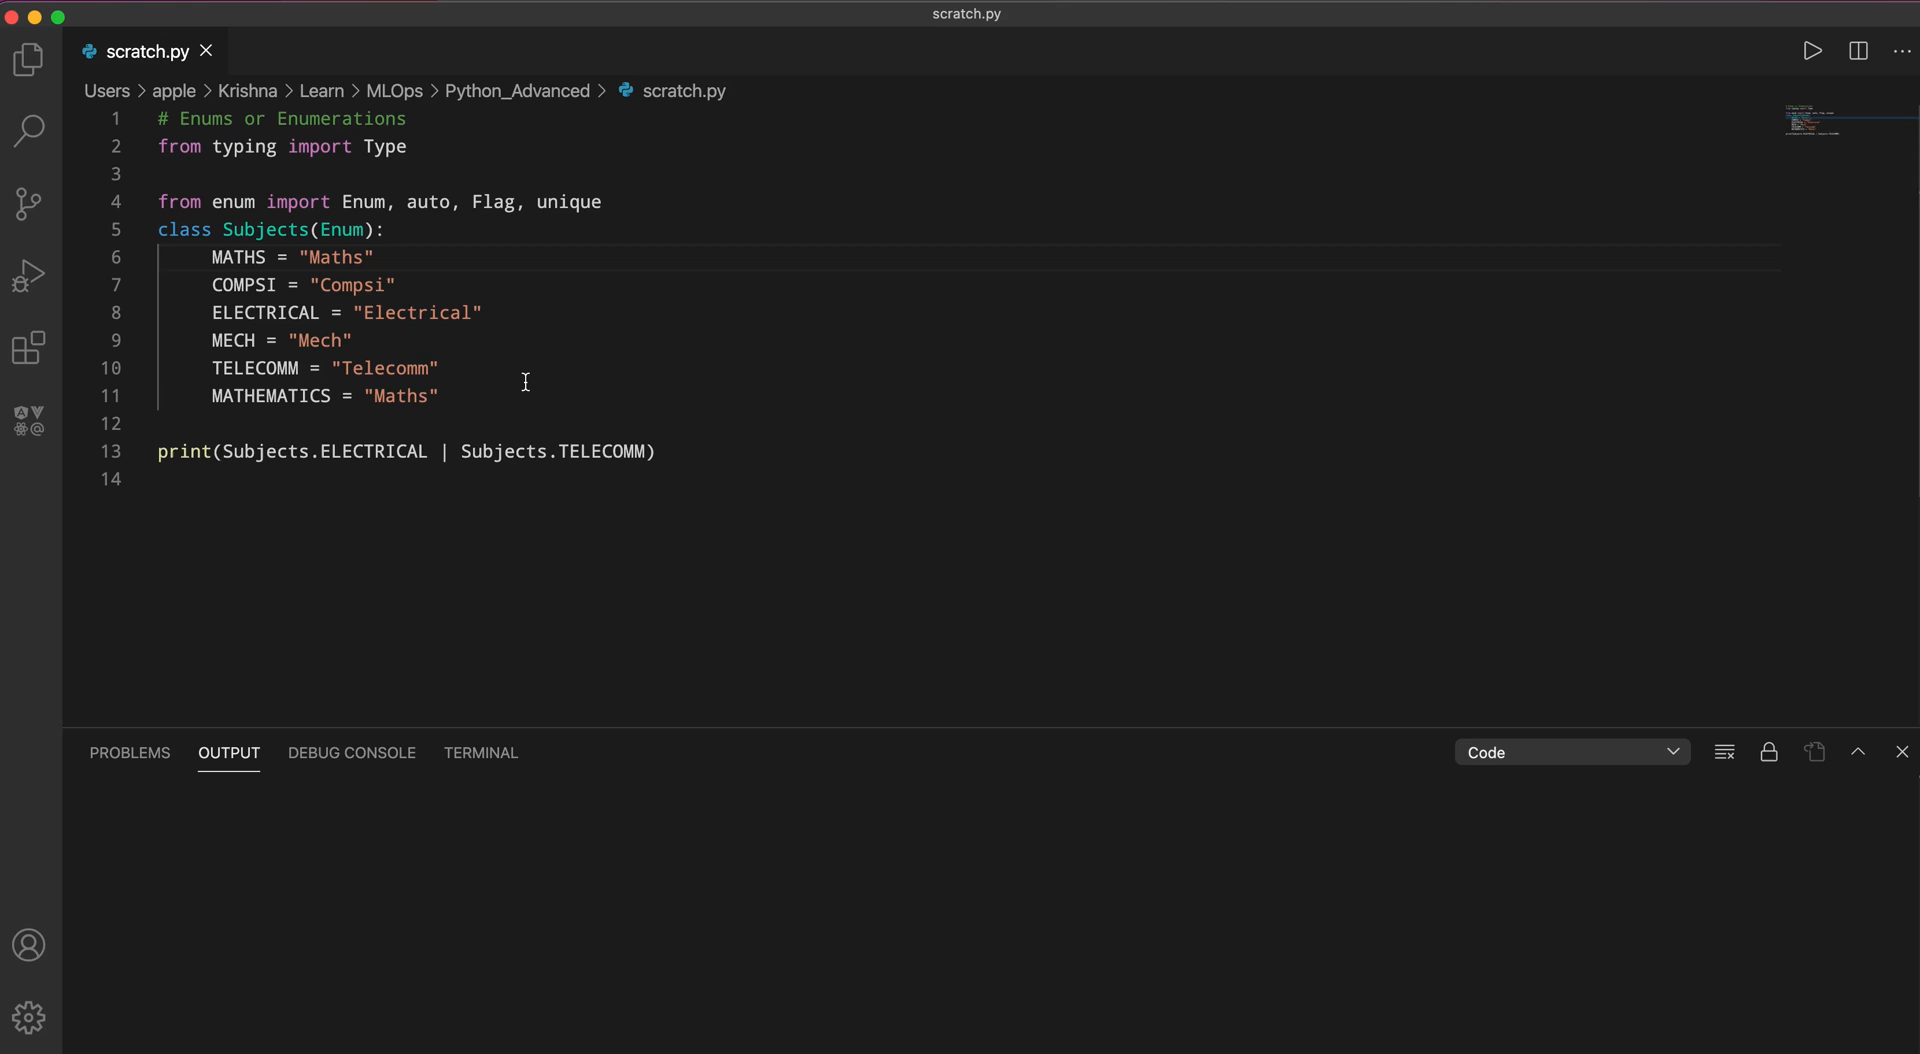 scratch.py
scratch.py
Users > apple > Krishna > Learn > MLOps > Python_Advanced > scratch.py
1 # Enums or Enumerations
2 from typing import Type
3
4 from enum import Enum, auto, Flag, unique
5 class Subjects(Enum):
6 MATHS = "Maths"
7 COMPSI = "Compsi"
8 ELECTRICAL = "Electrical"
9 MECH = "Mech"
10 TELECOMM = "Telecomm"
11 MATHEMATICS = "Maths"
12
13 print(Subjects.ELECTRICAL | Subjects.TELECOMM)
14
PROBLEMS OUTPUT DEBUG CONSOLE TERMINAL Code